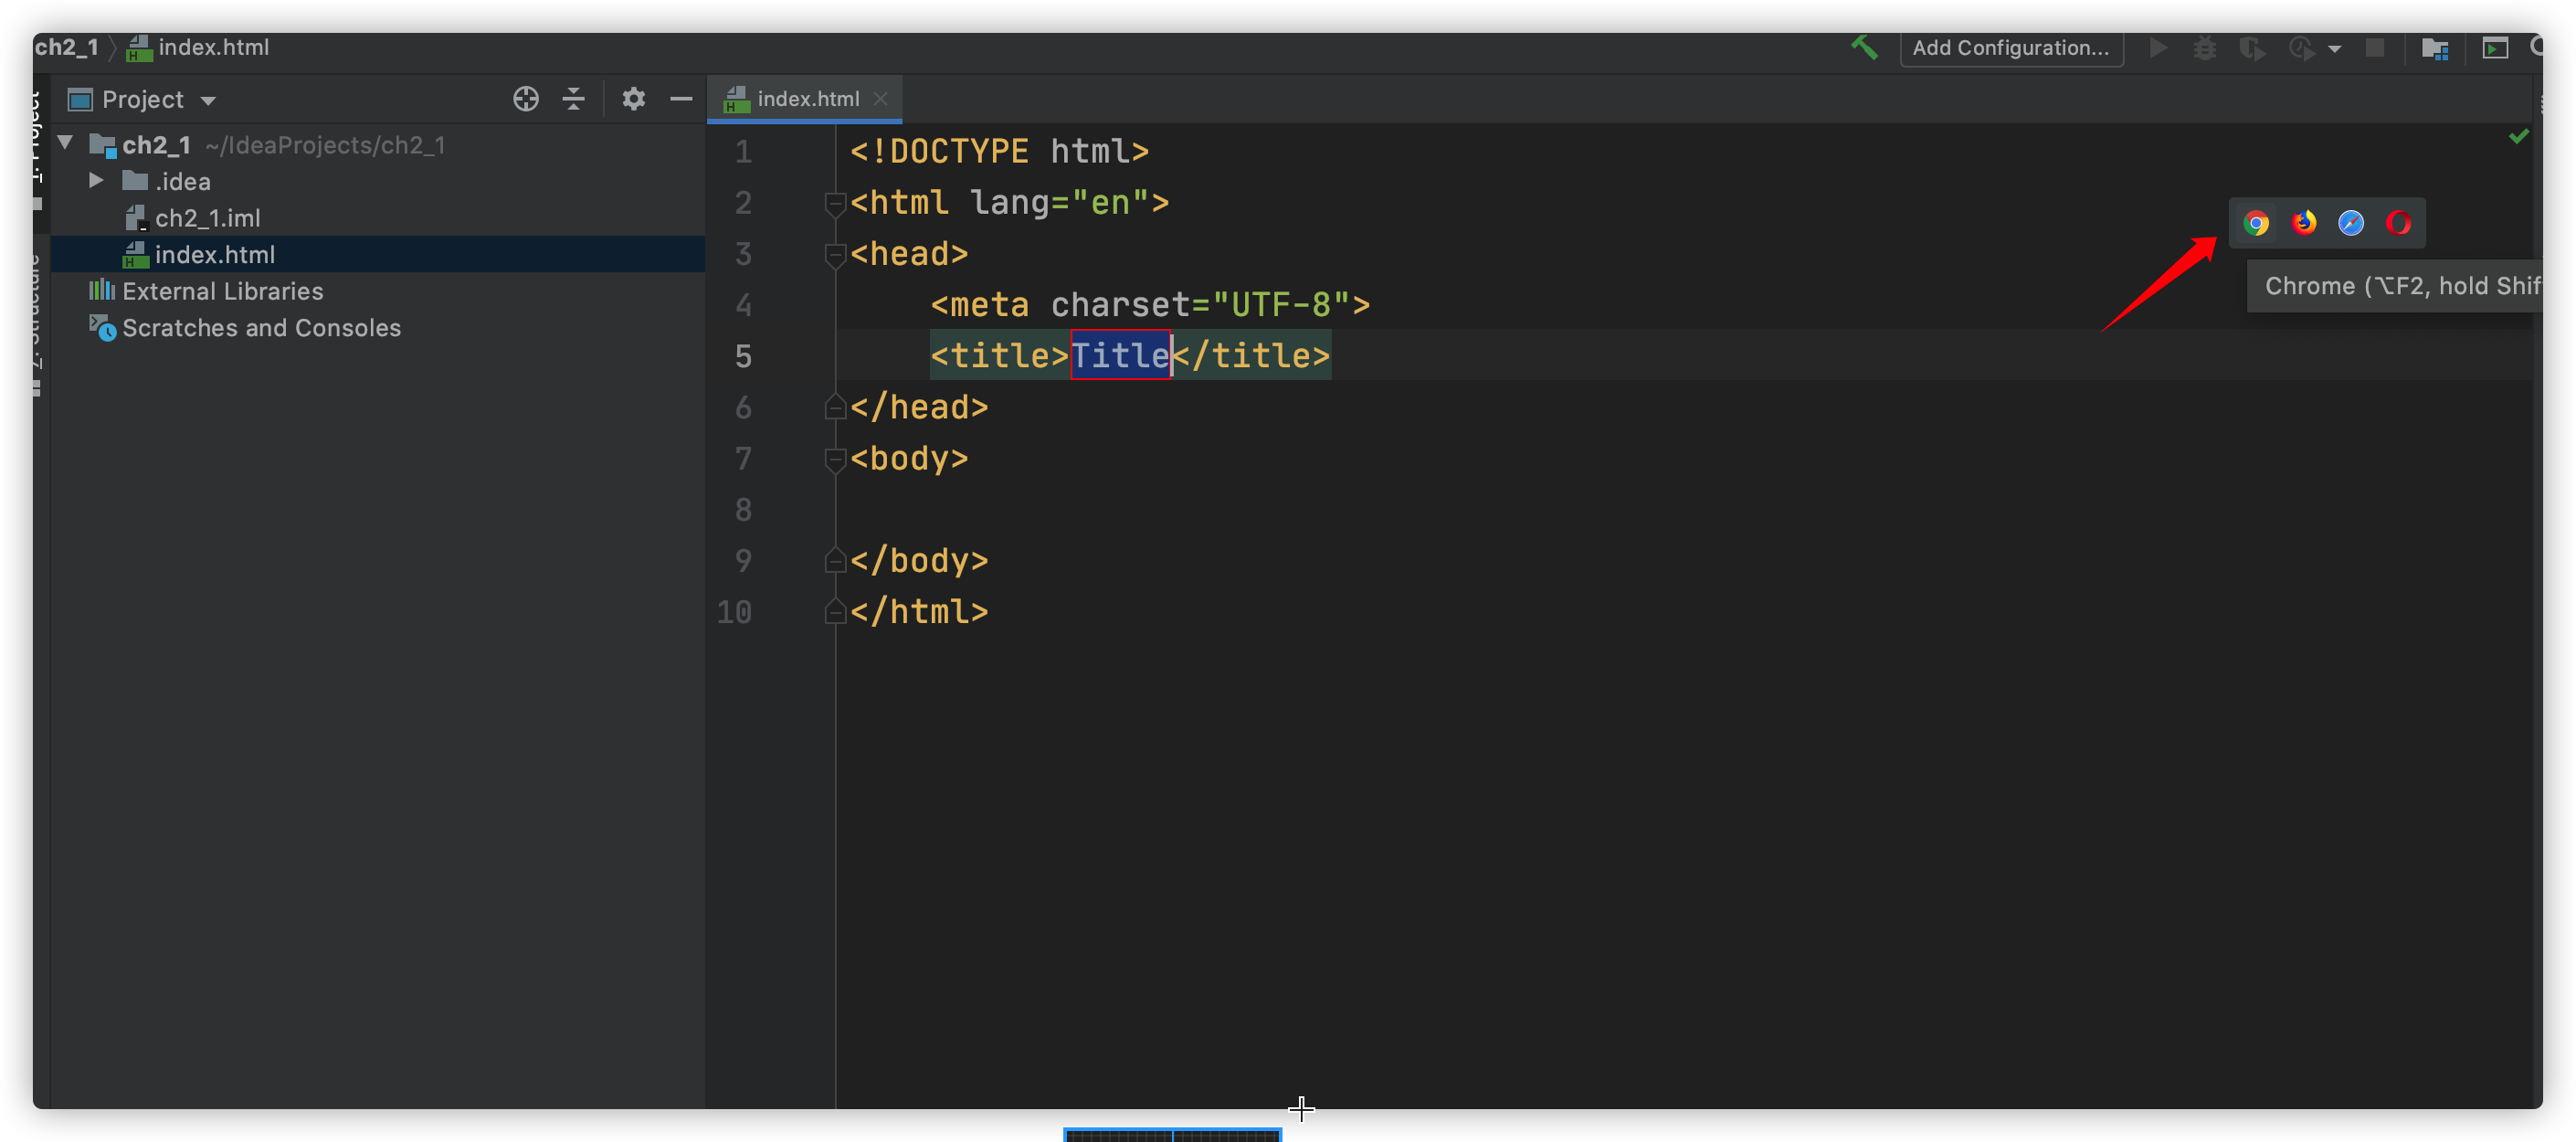 ch2_1 index.html
Add Configuration...
Project
index.html
ch2_1 ~/IdeaProjects/ch2_1
.idea
ch2_1.iml
index.html
External Libraries
Scratches and Consoles
1 <!DOCTYPE html>
2 <html lang="en">
3 <head>
4 <meta charset="UTF-8">
5 <title>Title</title>
6 </head>
7 <body>
8
9 </body>
10 </html>
Chrome (⌥F2, hold Shif